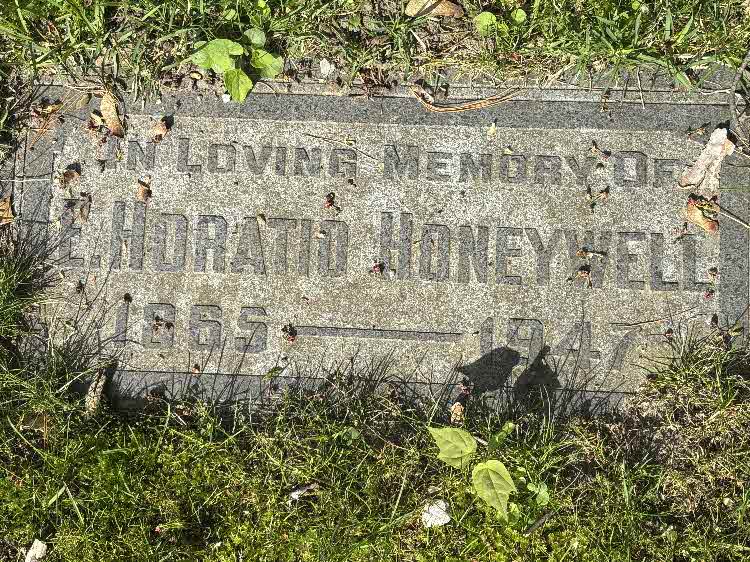 IN LOVING MEMORY OF
E. HORATIO HONEYWELL
1865 — 1947